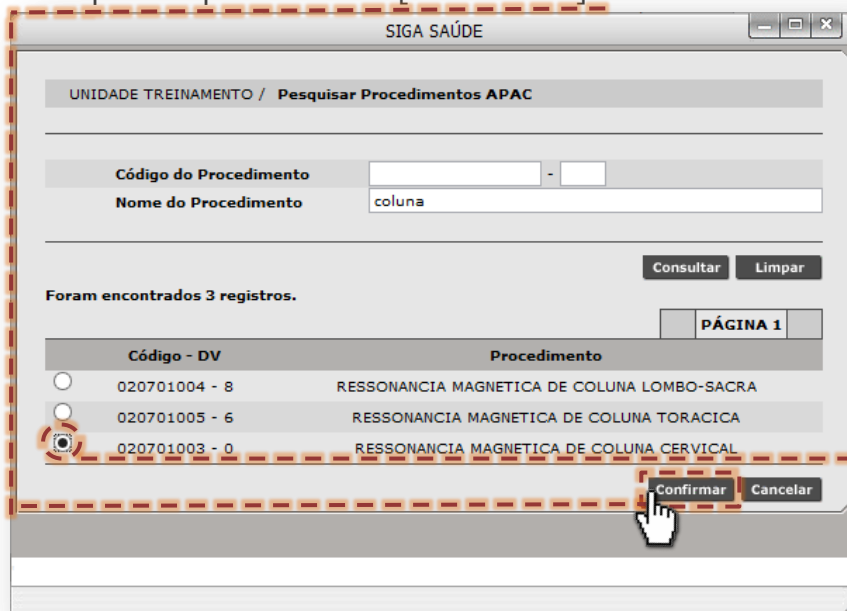 SIGA SAÚDE
UNIDADE TREINAMENTO / Pesquisar Procedimentos APAC
Código do Procedimento -
Nome do Procedimento coluna
Consultar Limpar
Foram encontrados 3 registros.
PÁGINA 1
Código - DV Procedimento
020701004 - 8 RESSONANCIA MAGNETICA DE COLUNA LOMBO-SACRA
020701005 - 6 RESSONANCIA MAGNETICA DE COLUNA TORACICA
020701003 - 0 RESSONANCIA MAGNETICA DE COLUNA CERVICAL
Confirmar Cancelar